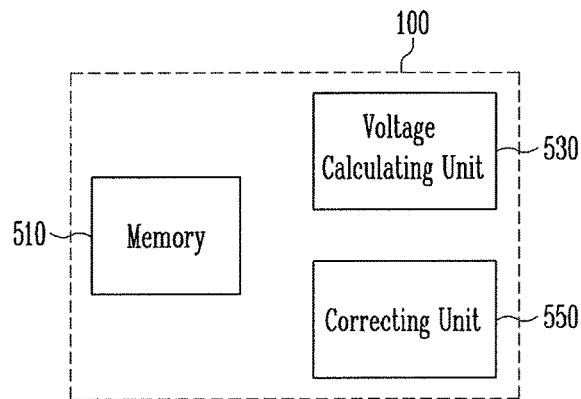 100
Voltage
Calculating Unit
530
510
Memory
Correcting Unit
550